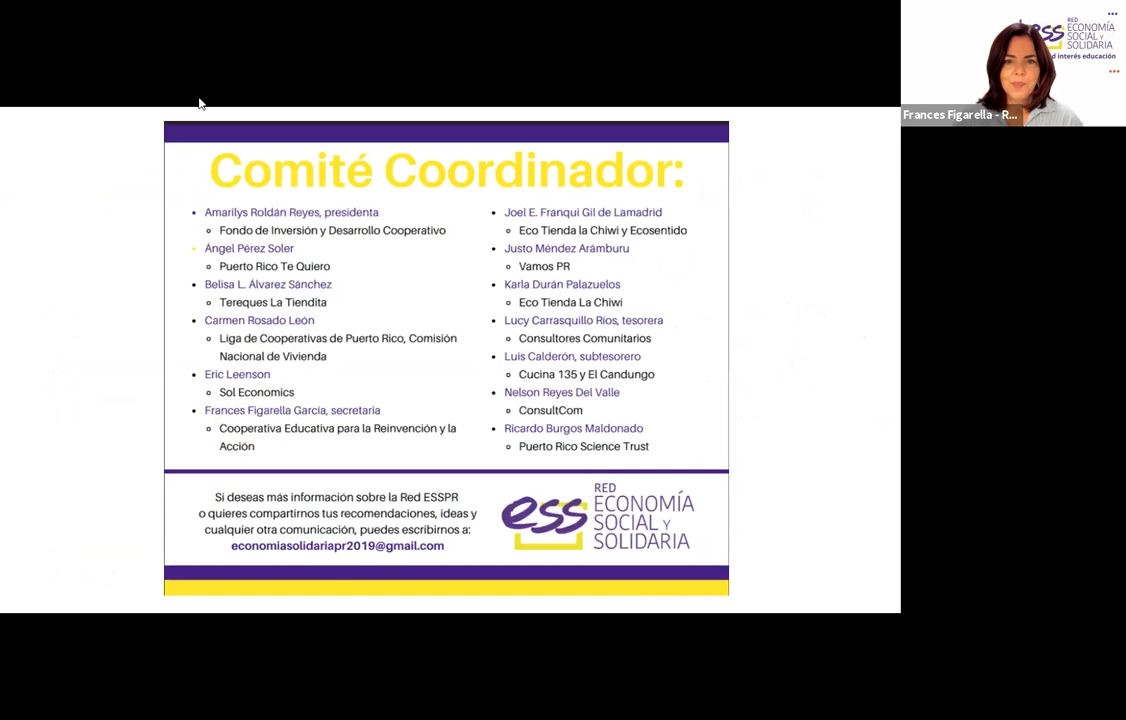 Comité Coordinador:
Amarilys Roldán Reyes, presidenta
Fondo de Inversión y Desarrollo Cooperativo
Ángel Pérez Soler
Puerto Rico Te Quiero
Belisa L. Álvarez Sánchez
Tereques La Tiendita
Carmen Rosado León
Liga de Cooperativas de Puerto Rico, Comisión
Nacional de Vivienda
Eric Leenson
Sol Economics
Frances Figarella García, secretaria
Cooperativa Educativa para la Reinvención y la
Acción
Joel E. Franqui Gil de Lamadrid
Eco Tienda la Chiwi y Ecosentido
Justo Méndez Arámburu
Vamos PR
Karla Durán Palazuelos
Eco Tienda La Chiwi
Lucy Carrasquillo Ríos, tesorera
Consultores Comunitarios
Luis Calderón, subtesorero
Cucina 135 y El Candungo
Nelson Reyes Del Valle
ConsultCom
Ricardo Burgos Maldonado
Puerto Rico Science Trust
Si deseas más información sobre la Red ESSPR
o quieres compartirnos tus recomendaciones, ideas y
cualquier otra comunicación, puedes escribirnos a:
economiasolidariapr2019@gmail.com
ess
RED
ECONOMÍA
SOCIAL Y
SOLIDARIA
ess
RED
ECONOMÍA
SOCIAL Y
SOLIDARIA
interés educación
Frances Figarella - R...